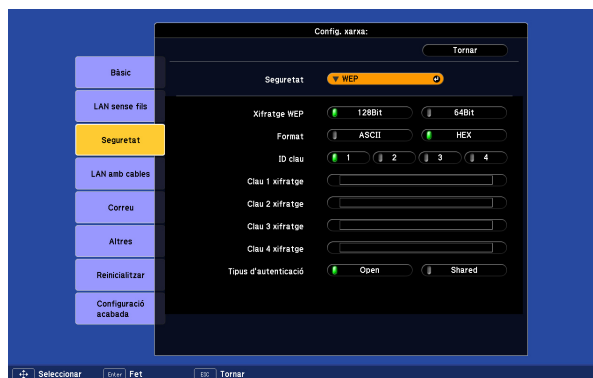 Config. xarxa:
Tornar
Bàsic
LAN sense fils
Seguretat
LAN amb cables
Correu
Altres
Reinicialitzar
Configuració
acabada
Seguretat WEP
Xifratge WEP 128Bit 64Bit
Format ASCII HEX
ID clau 1 2 3 4
Clau 1 xifratge
Clau 2 xifratge
Clau 3 xifratge
Clau 4 xifratge
Tipus d'autenticació Open Shared
Seleccionar Enter Fet ESC Tornar